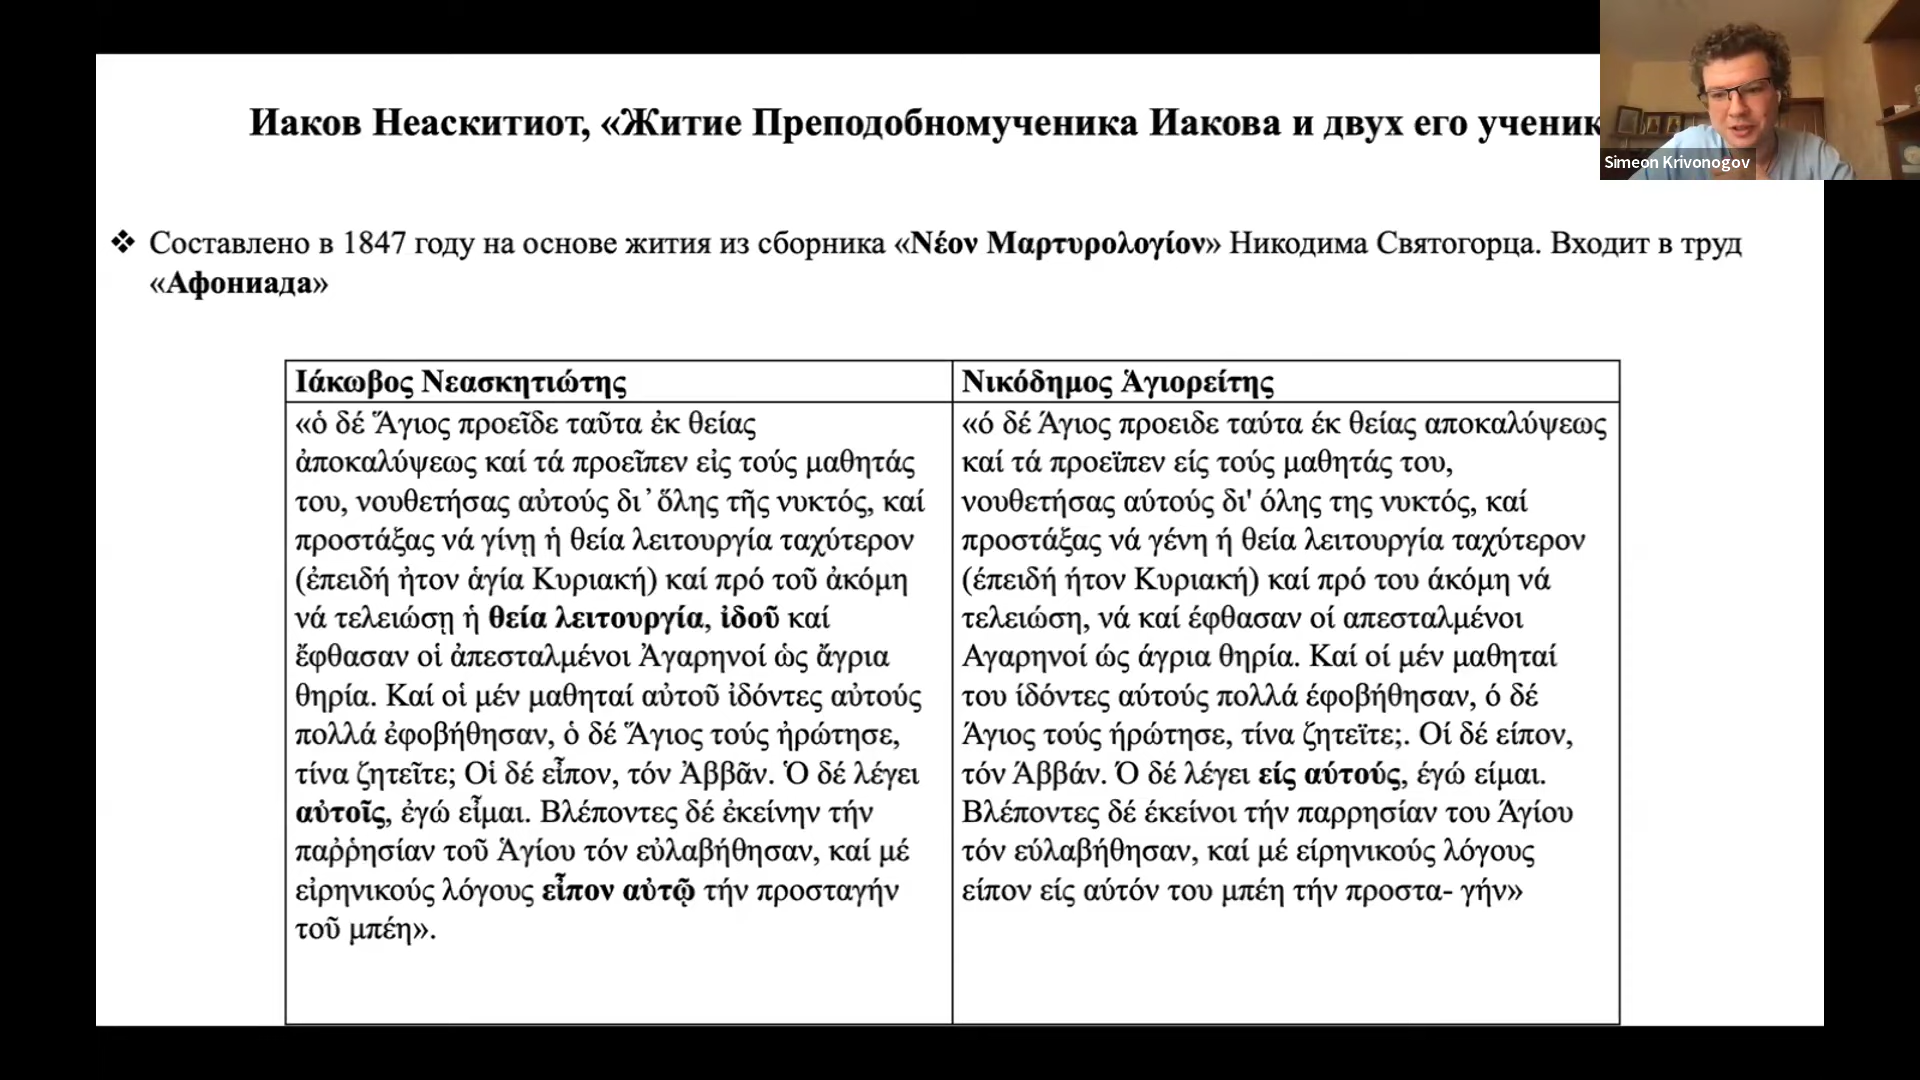 Иаков Неаскитиот, «Житие Преподобномученика Иакова и двух его ученик
Simeon Krivonogov
❖ Составлено в 1847 году на основе жития из сборника «Νέον Μαρτυρολογίον» Никодима Святогорца. Входит в труд
«Афониада»
Ιάκωβος Νεασκητιώτης
«ὁ δέ Ἅγιος προεῖδε ταῦτα ἐκ θείας
ἀποκαλύψεως καί τά προεῖπεν εἰς τούς μαθητάς
του, νουθετήσας αὐτούς δι᾽ ὅλης τῆς νυκτός, καί
προστάξας νά γίνῃ ἡ θεία λειτουργία ταχύτερον
(ἐπειδή ἠτον ἁγία Κυριακή) καί πρό τοῦ ἀκόμη
νά τελειώσῃ ἡ θεία λειτουργία, ἰδοῦ καί
ἔφθασαν οἱ ἀπεσταλμένοι Ἀγαρηνοί ὡς ἄγρια
θηρία. Καί οἱ μέν μαθηταί αὐτοῦ ἰδόντες αὐτούς
πολλά ἐφοβήθησαν, ὁ δέ Ἅγιος τούς ἠρώτησε,
τίνα ζητεῖτε; Οἱ δέ εἶπον, τόν Ἀββᾶν. Ὁ δέ λέγει
αὐτοῖς, ἐγώ εἶμαι. Βλέποντες δέ ἐκείνην τήν
παῤῥησίαν τοῦ Ἁγίου τόν εὐλαβήθησαν, καί μέ
εἰρηνικούς λόγους εἶπον αὐτῷ τήν προσταγήν
τοῦ μπέη».
Νικόδημος Ἁγιορείτης
«ό δέ Άγιος προειδε ταύτα έκ θείας αποκαλύψεως
καί τά προεϊπεν είς τούς μαθητάς του,
νουθετήσας αύτούς δι' όλης της νυκτός, καί
προστάξας νά γένη ή θεία λειτουργία ταχύτερον
(έπειδή ήτον Κυριακή) καί πρό του άκόμη νά
τελειώση, νά καί έφθασαν οί απεσταλμένοι
Αγαρηνοί ώς άγρια θηρία. Καί οί μέν μαθηταί
του ίδόντες αύτούς πολλά έφοβήθησαν, ό δέ
Άγιος τούς ήρώτησε, τίνα ζητεϊτε;. Οί δέ είπον,
τόν Άββάν. Ό δέ λέγει είς αύτούς, έγώ είμαι.
Βλέποντες δέ έκείνοι τήν παρρησίαν του Άγίου
τόν εύλαβήθησαν, καί μέ είρηνικούς λόγους
είπον είς αύτόν του μπέη τήν προστα- γήν»